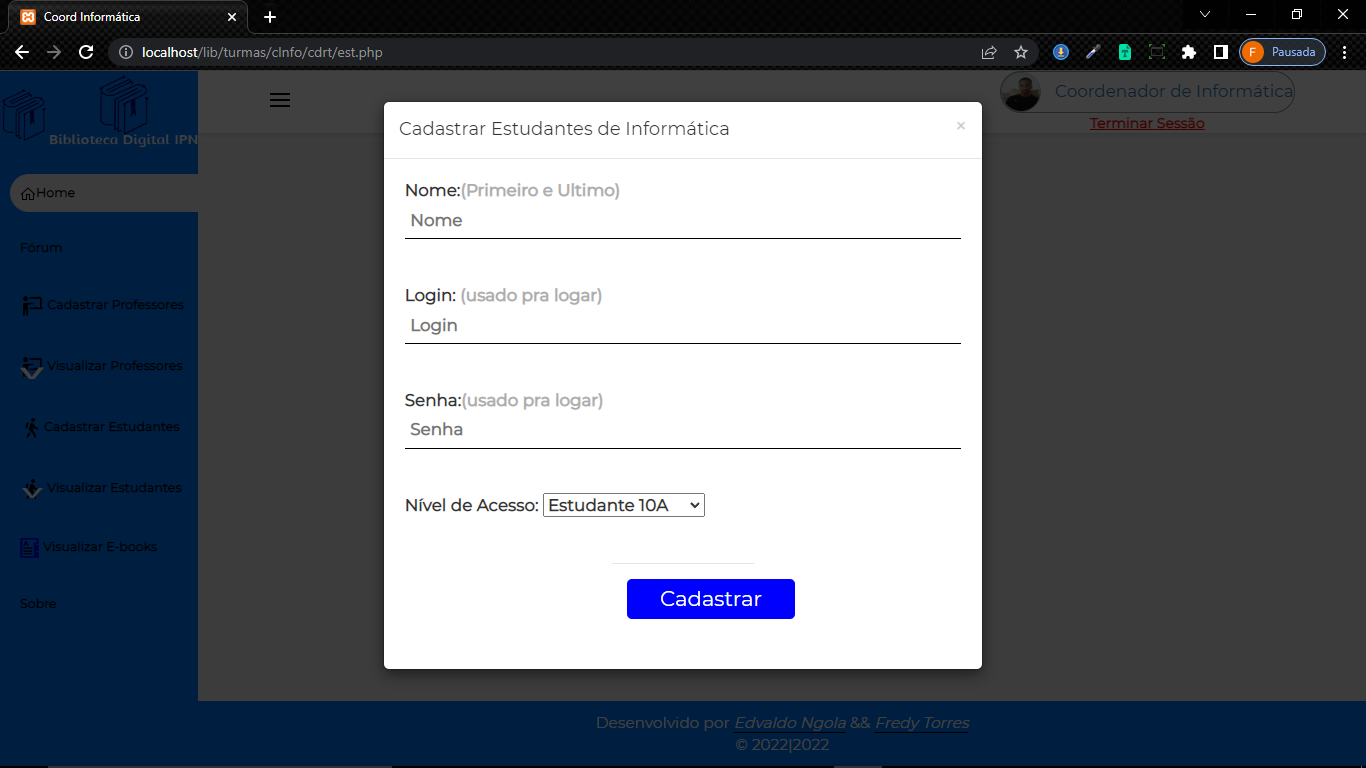 Coord Informática
localhost/lib/turmas/cInfo/cdrt/est.php
F Pausada
Biblioteca Digital IPN
Coordenador de Informática
Terminar Sessão
Home
Fórum
Cadastrar Professores
Visualizar Professores
Cadastrar Estudantes
Visualizar Estudantes
Visualizar E-books
Sobre
Cadastrar Estudantes de Informática
×
Nome:(Primeiro e Ultimo)
Nome
Login: (usado pra logar)
Login
Senha:(usado pra logar)
Senha
Nível de Acesso: Estudante 10A
Cadastrar
Desenvolvido por Edvaldo Ngola && Fredy Torres
© 2022|2022